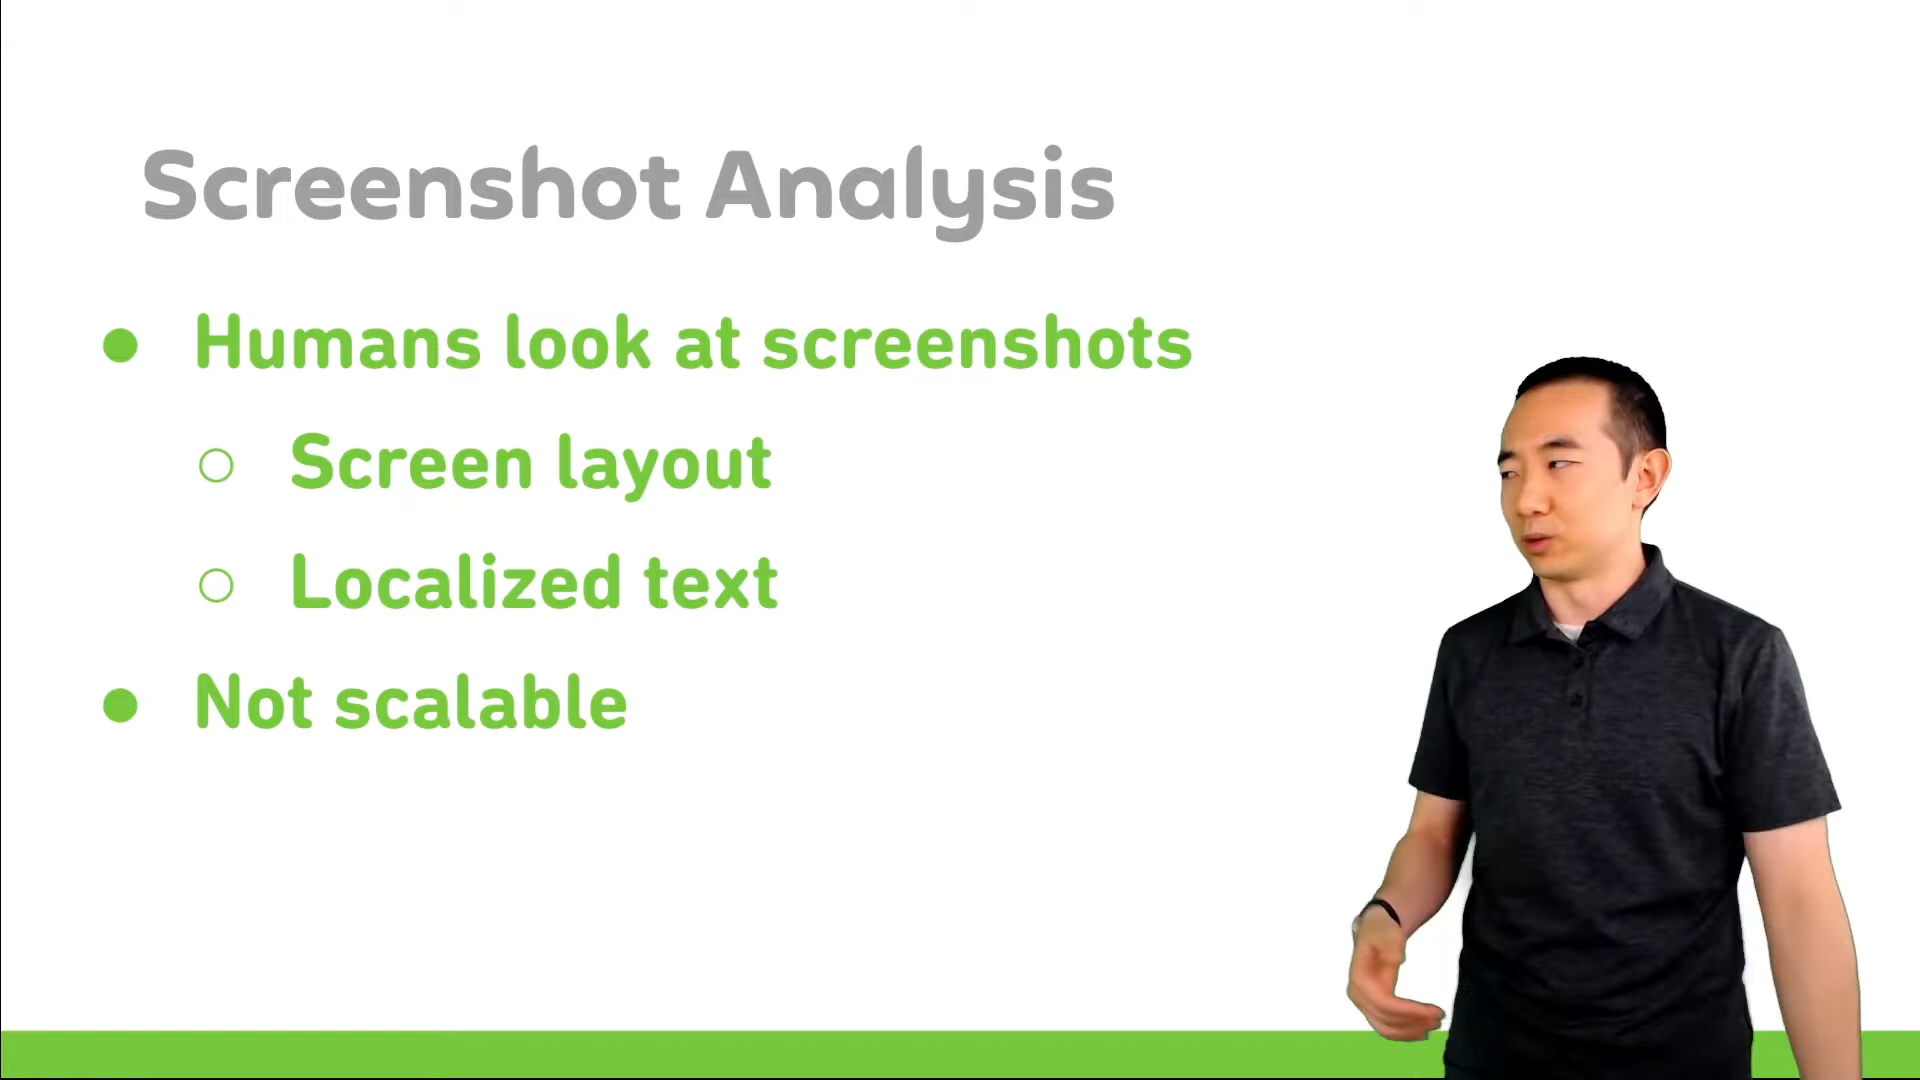 Screenshot Analysis
● Humans look at screenshots
○ Screen layout
○ Localized text
● Not scalable